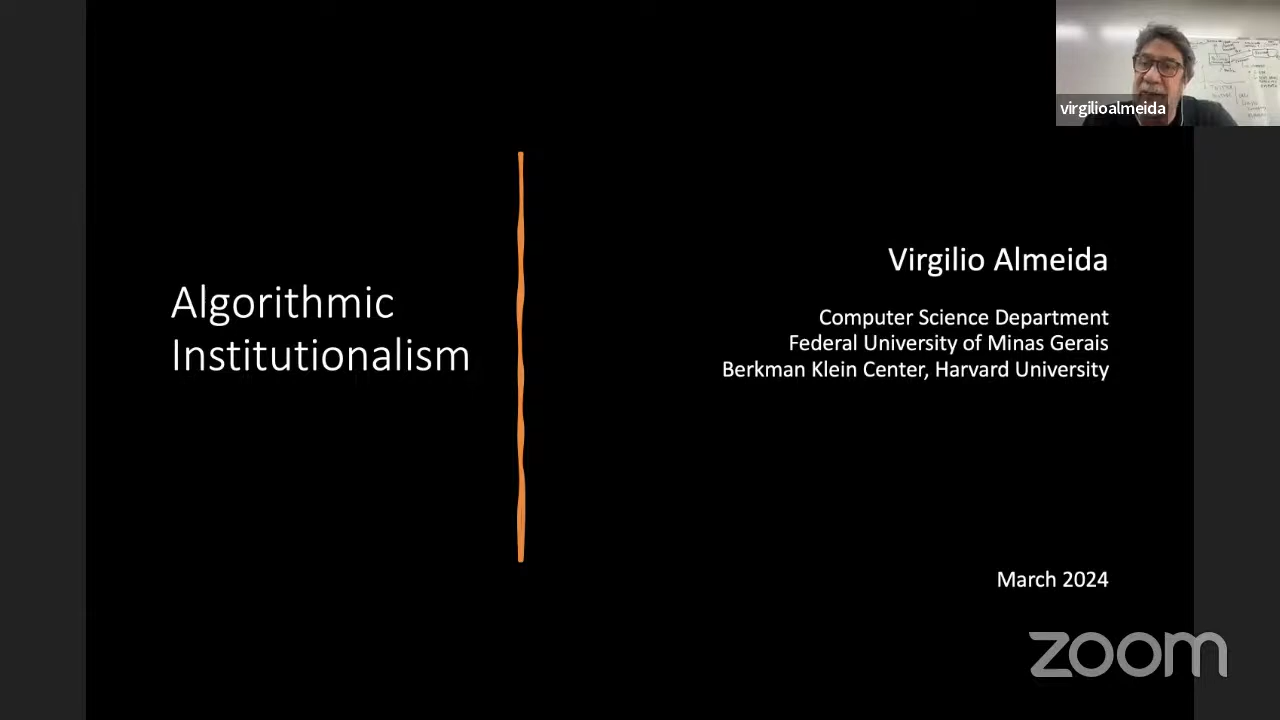 virgilioalmeida
Algorithmic
Institutionalism
Virgilio Almeida
Computer Science Department
Federal University of Minas Gerais
Berkman Klein Center, Harvard University
March 2024
zoom